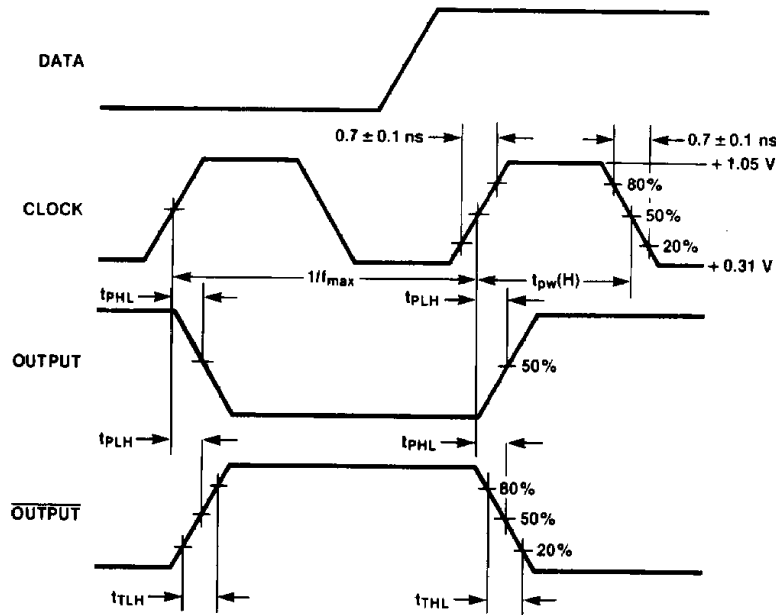 DATA
0.7 ± 0.1 ns
0.7 ± 0.1 ns
+ 1.05 V
80%
CLOCK
50%
20%
+ 0.31 V
1/fmax
tpw(H)
tPHL
tPLH
OUTPUT
50%
tPLH
tPHL
80%
OUTPUT
50%
20%
tTLH
tTHL